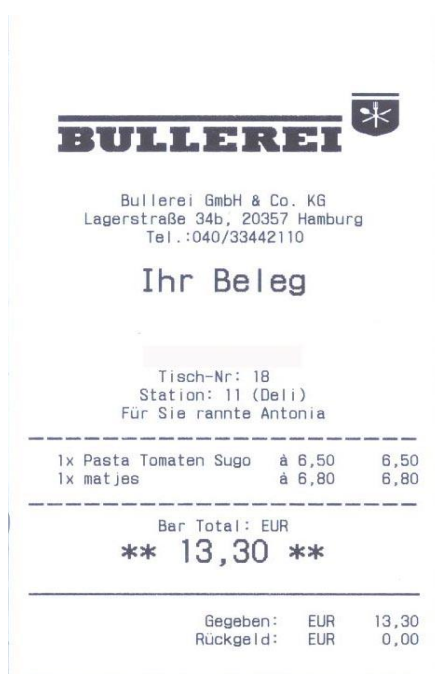 BULLEREI
Bullerei GmbH & Co. KG
Lagerstraße 34b, 20357 Hamburg
Tel.:040/33442110
Ihr Beleg
Tisch-Nr: 18
Station: 11 (Deli)
Für Sie rannte Antonia
1x Pasta Tomaten Sugo à 6,50 6,50
1x matjes à 6,80 6,80
Bar Total: EUR
** 13,30 **
Gegeben: EUR 13,30
Rückgeld: EUR 0,00